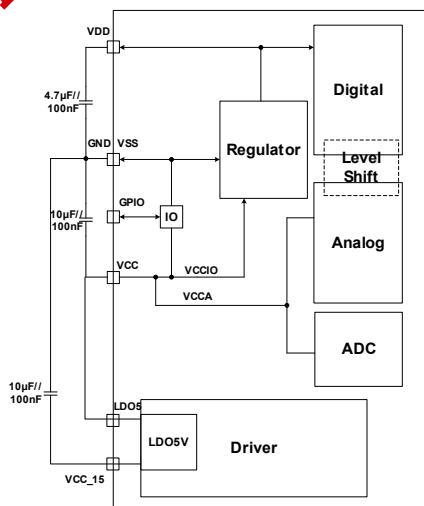 VDD
Digital
4.7µF//
100nF
GND
VSS
Regulator
Level
Shift
GPIO
IO
10µF//
100nF
Analog
VCC
VCCIO
VCCA
ADC
10µF//
100nF
LDO5
LDO5V
Driver
VCC_15